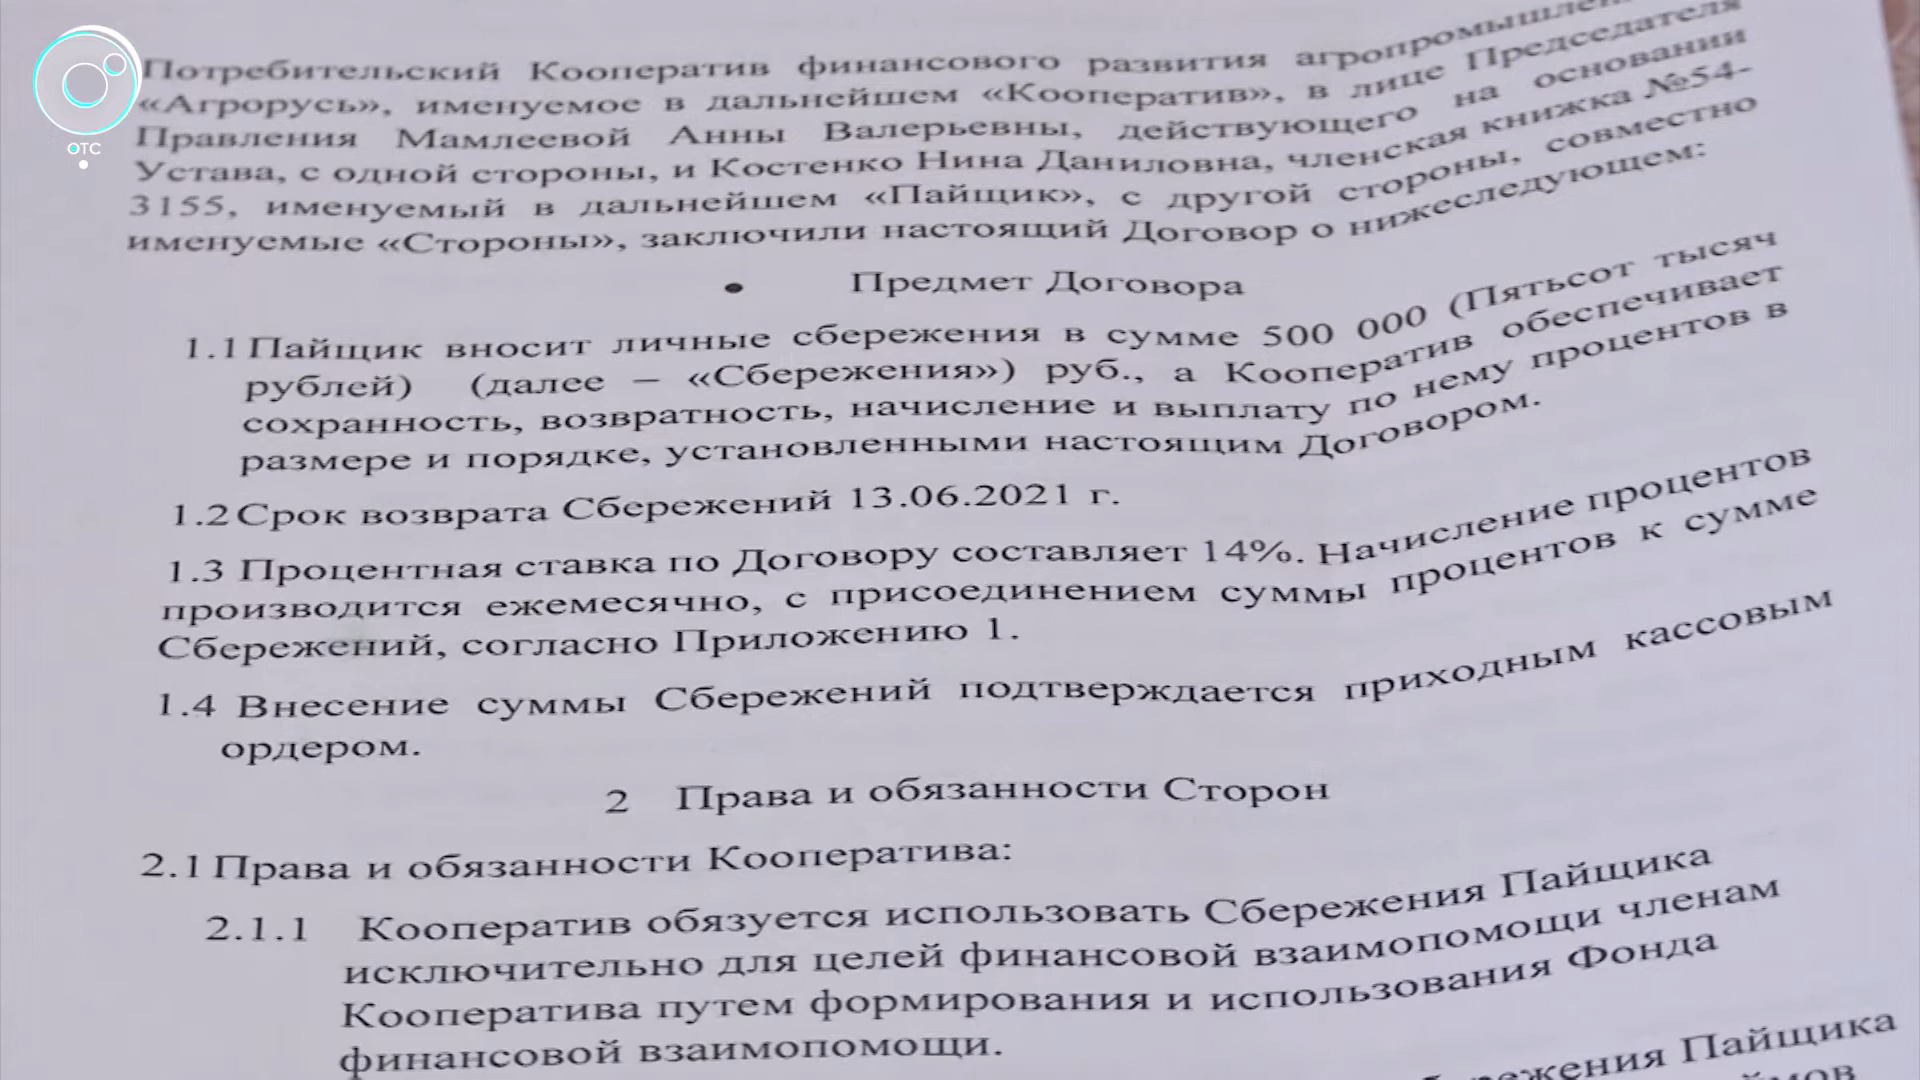 ОТС
Потребительский Кооператив финансового развития
«Агрорусь», именуемое в дальнейшем «Кооператив», в лице Председателя
Правления Мамлеевой Анны Валерьевны, действующего на основании
Устава, с одной стороны, и Костенко Нина Даниловна, членская книжка №54-
3155, именуемый в дальнейшем «Пайщик», с другой стороны, совместно
именуемые «Стороны», заключили настоящий Договор о нижеследующем:
• Предмет Договора
1.1 Пайщик вносит личные сбережения в сумме 500 000 (Пятьсот тысяч
рублей) (далее – «Сбережения») руб., а Кооператив обеспечивает
сохранность, возвратность, начисление и выплату по нему процентов в
размере и порядке, установленными настоящим Договором.
1.2 Срок возврата Сбережений 13.06.2021 г.
1.3 Процентная ставка по Договору составляет 14%. Начисление процентов
производится ежемесячно, с присоединением суммы процентов к сумме
Сбережений, согласно Приложению 1.
1.4 Внесение суммы Сбережений подтверждается приходным кассовым
ордером.
2 Права и обязанности Сторон
2.1 Права и обязанности Кооператива:
2.1.1 Кооператив обязуется использовать Сбережения Пайщика
исключительно для целей финансовой взаимопомощи членам
Кооператива путем формирования и использования Фонда
финансовой взаимопомощи.
Пайщика